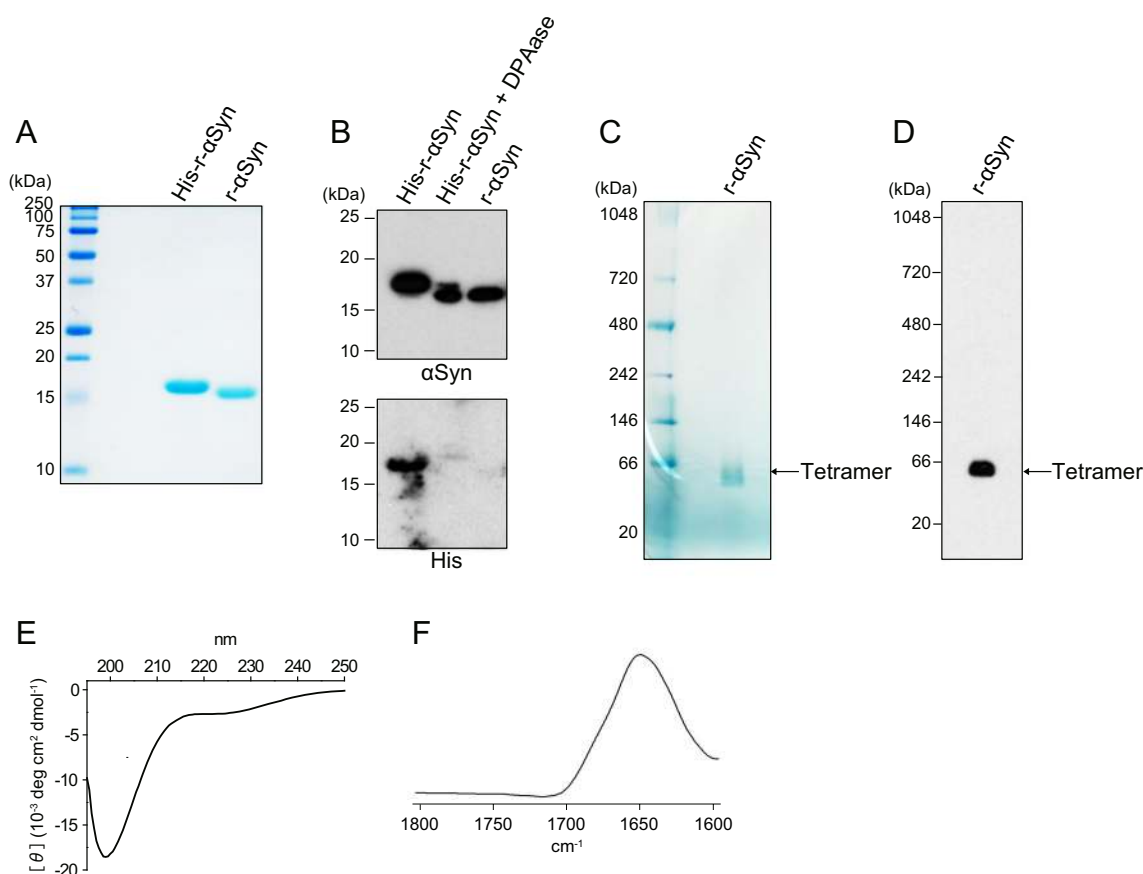 A
(kDa)
His-r-αSyn
r-αSyn
250
100
75
50
37
25
20
15
10
B
(kDa)
His-r-αSyn
His-r-αSyn + DPAase
r-αSyn
25
20
15
10
αSyn
25
20
15
10
His
C
(kDa)
r-αSyn
1048
720
480
242
146
66
20
Tetramer
D
(kDa)
r-αSyn
1048
720
480
242
146
66
20
Tetramer
E
nm
200 210 220 230 240 250
0
-5
-10
-15
-20
[θ] (10⁻³ deg cm² dmol⁻¹)
F
1800 1750 1700 1650 1600
cm⁻¹